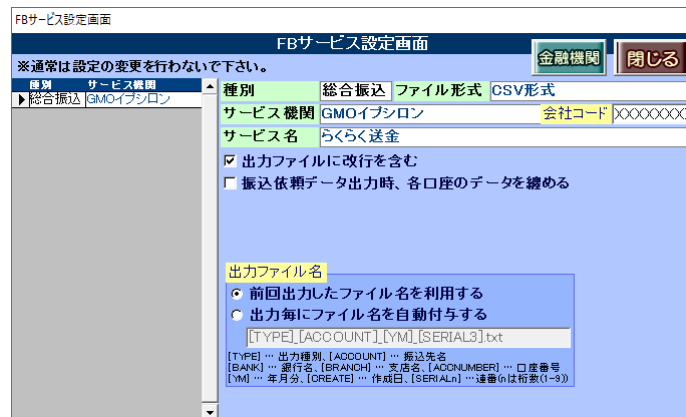 FBサービス設定画面
FBサービス設定画面
※通常は設定の変更を行わないで下さい。
金融機関 閉じる
種別 サービス機関
総合振込 GMOイプシロン
種別 総合振込 ファイル形式 CSV形式
サービス機関 GMOイプシロン 会社コード XXXXXXXX
サービス名 らくらく送金
出力ファイルに改行を含む
振込依頼データ出力時、各口座のデータを纏める
出力ファイル名
前回出力したファイル名を利用する
出力毎にファイル名を自動付与する
[TYPE]_[ACCOUNT]_[YM]_[SERIAL3].txt
[TYPE] … 出力種別、[ACCOUNT] … 振込先名
[BANK] … 銀行名、[BRANCH] … 支店名、[ACCNUMBER] … 口座番号
[YM] … 年月分、[CREATE] … 作成日、[SERIALn] … 連番(nは桁数(1-9))